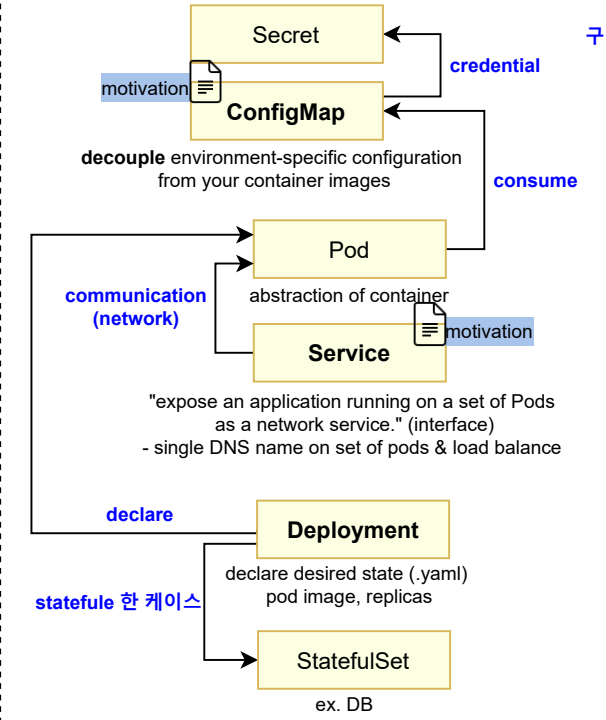 Secret
구
credential
motivation
ConfigMap
decouple environment-specific configuration
from your container images
consume
Pod
communication
(network)
abstraction of container
motivation
Service
"expose an application running on a set of Pods
as a network service." (interface)
- single DNS name on set of pods & load balance
declare
Deployment
declare desired state (.yaml)
pod image, replicas
statefule 한 케이스
StatefulSet
ex. DB